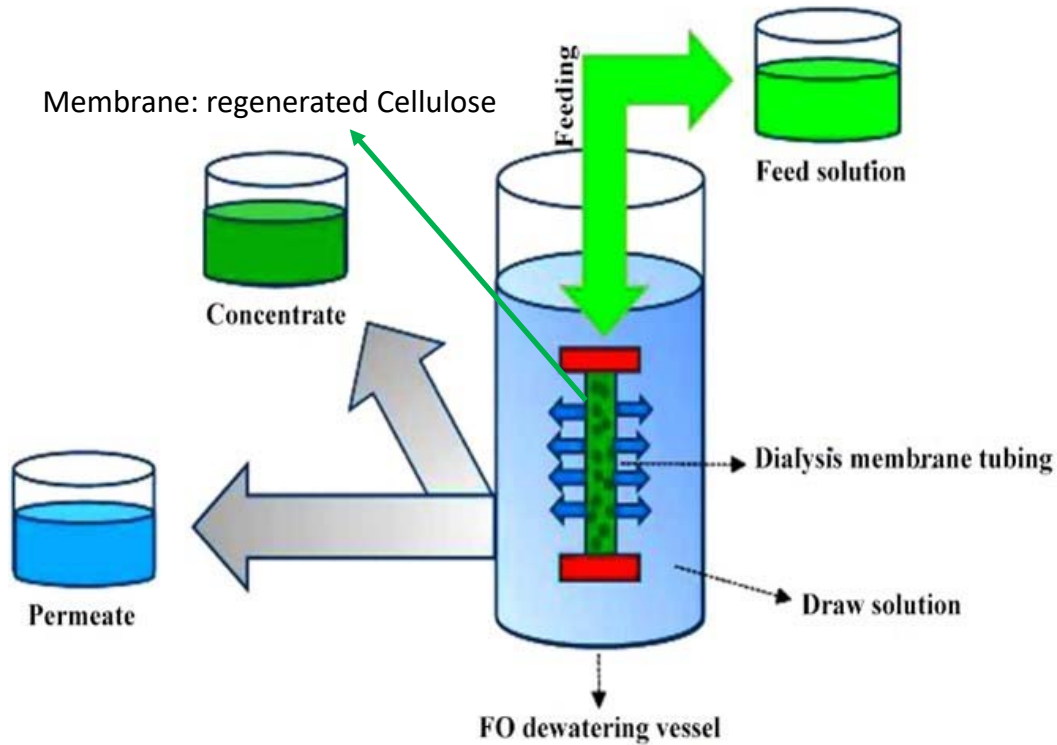 Membrane: regenerated Cellulose
Feeding
Feed solution
Concentrate
Dialysis membrane tubing
Permeate
Draw solution
FO dewatering vessel